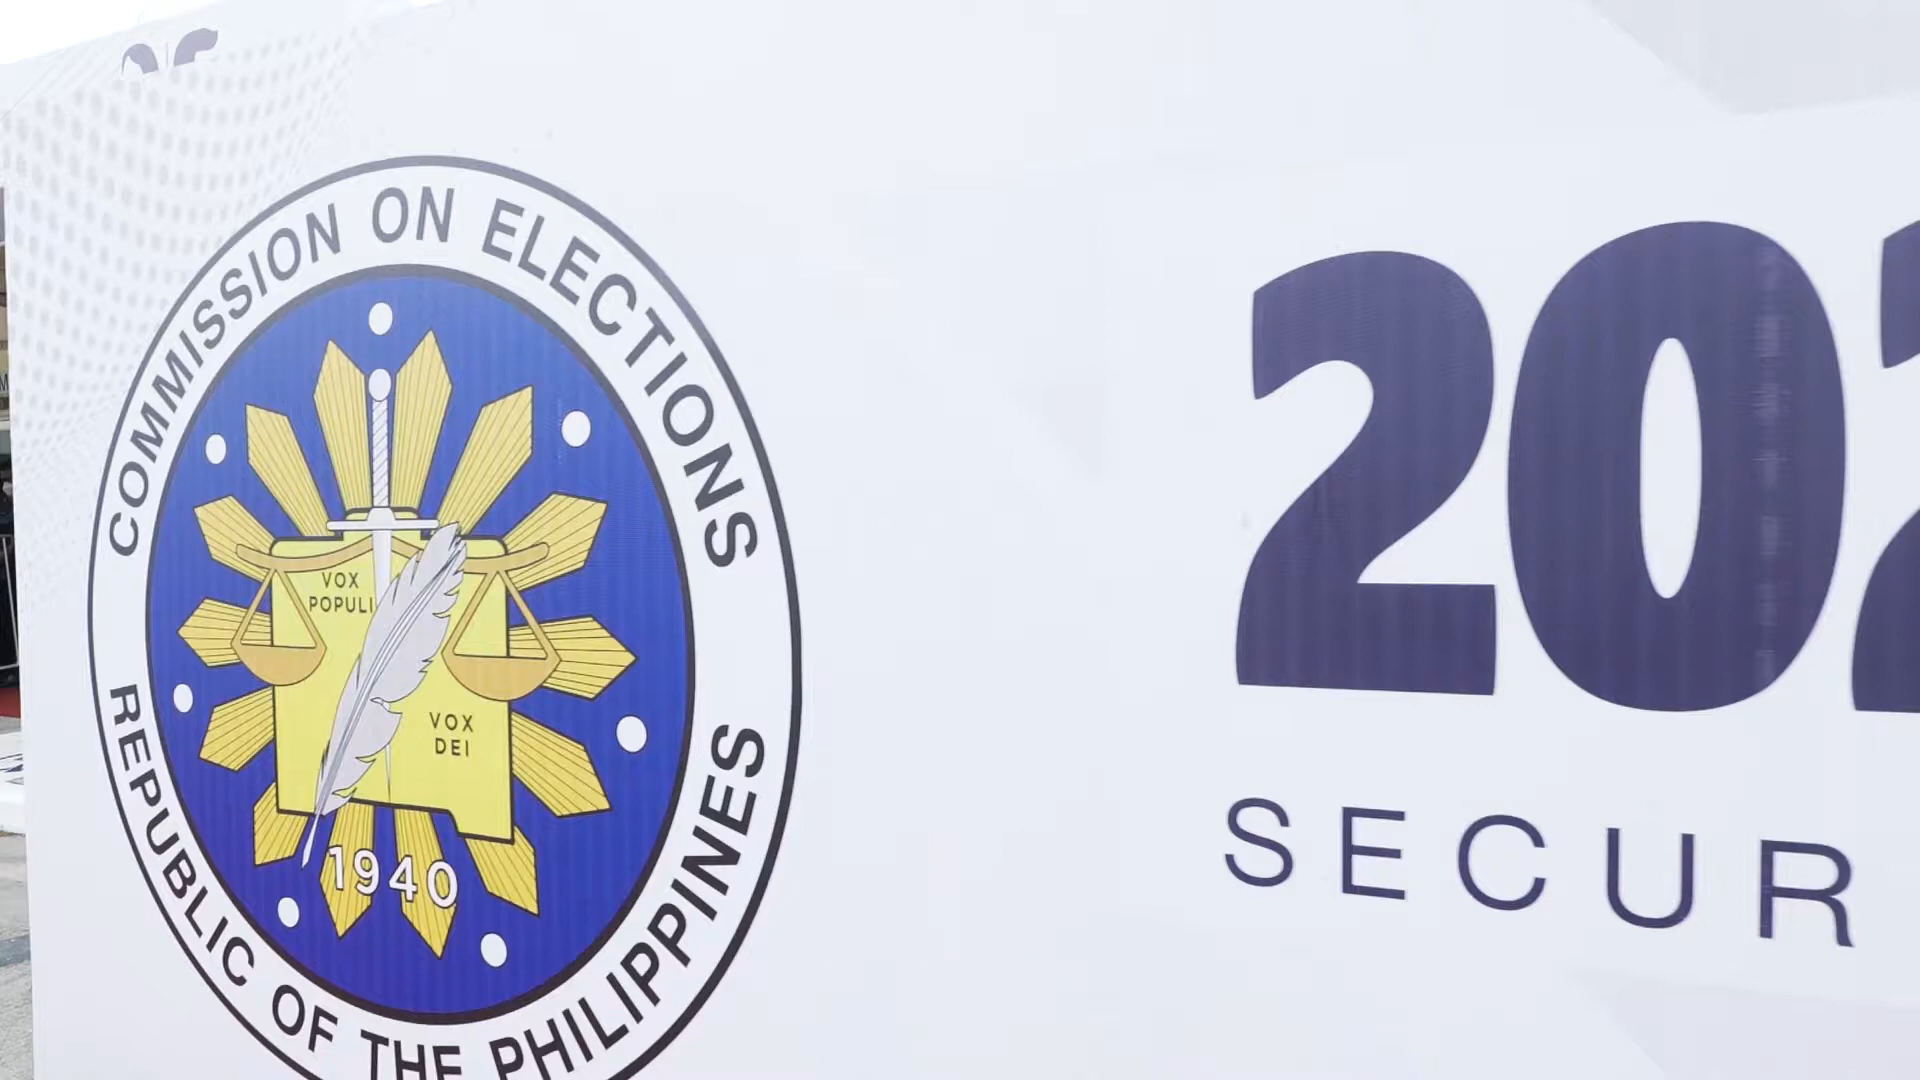 COMMISSION ON ELECTIONS
VOX
POPULI
VOX
DEI
1940
REPUBLIC OF THE PHILIPPINES
202
SECUR